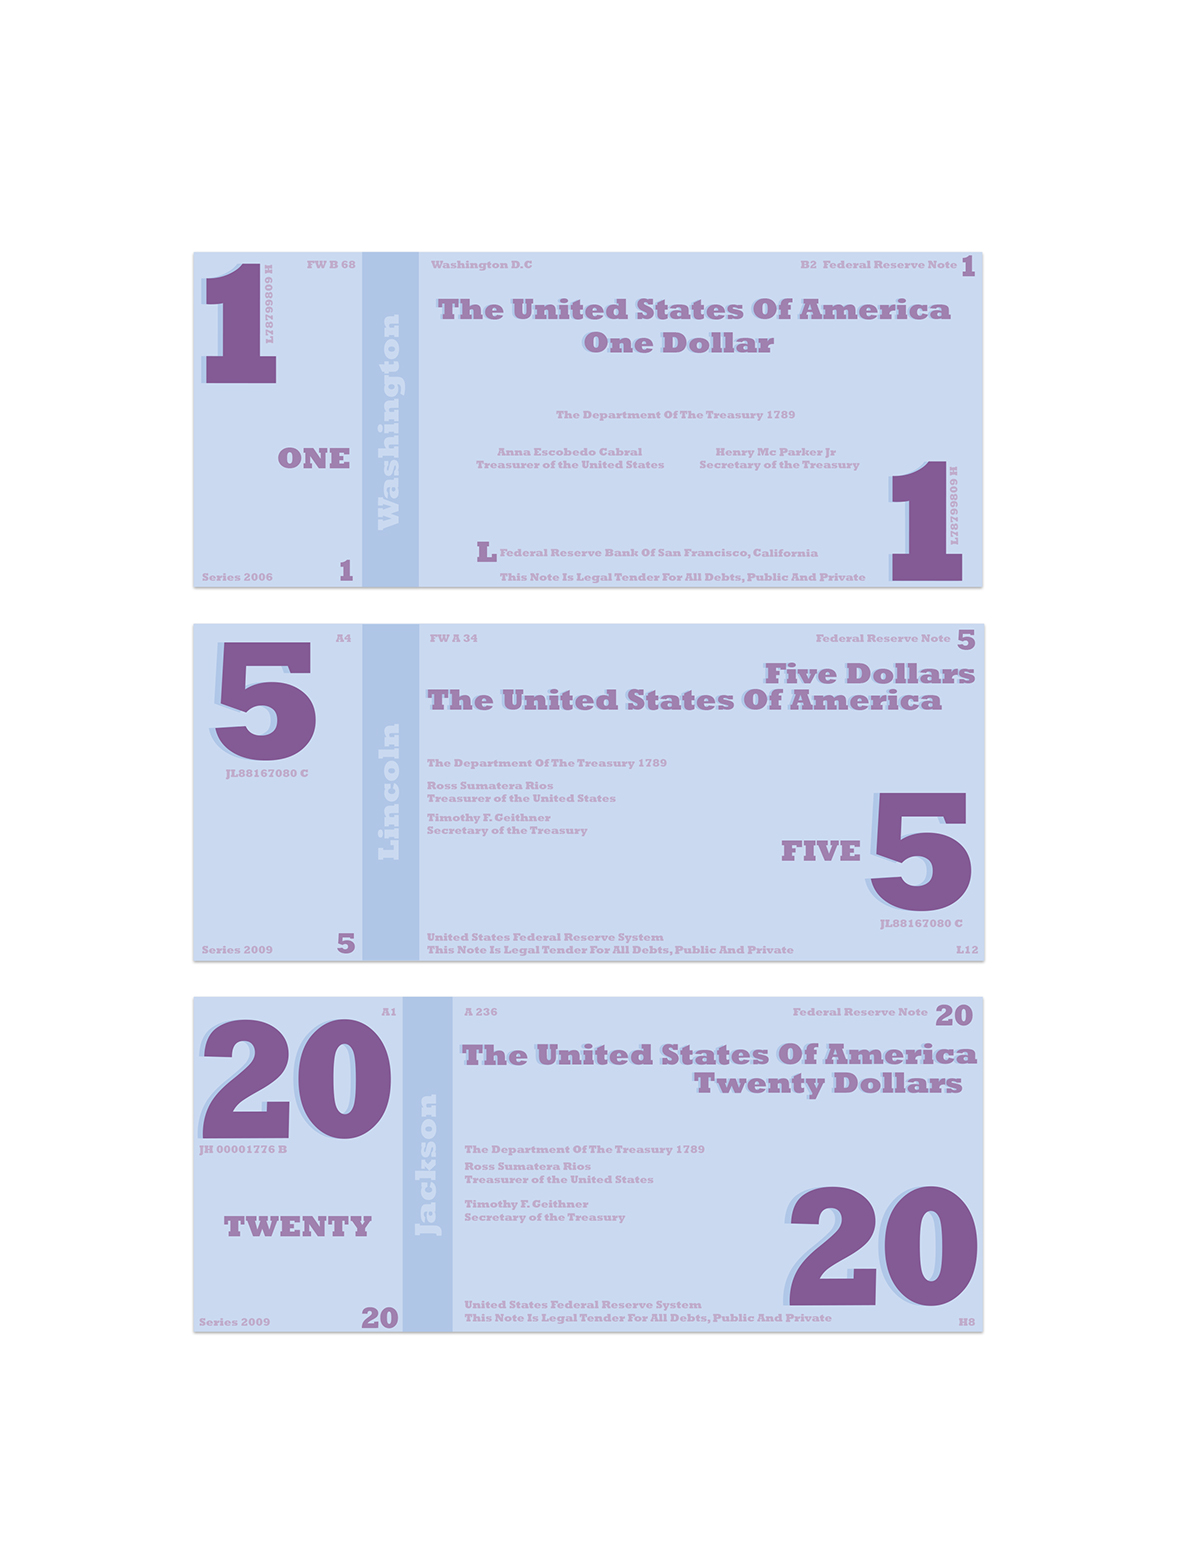 1
L78799809 H
FW B 68
ONE
Series 2006
1
Washington
Washington D.C
B2 Federal Reserve Note 1
The United States Of America
One Dollar
The Department Of The Treasury 1789
Anna Escobedo Cabral
Treasurer of the United States
Henry Mc Parker Jr
Secretary of the Treasury
L Federal Reserve Bank Of San Francisco, California
This Note Is Legal Tender For All Debts, Public And Private
1
L78799809 H
5
A4
JL88167080 C
Series 2009
5
Lincoln
FW A 34
Federal Reserve Note 5
Five Dollars
The United States Of America
The Department Of The Treasury 1789
Ross Sumatera Rios
Treasurer of the United States
Timothy F. Geithner
Secretary of the Treasury
FIVE 5
JL88167080 C
United States Federal Reserve System
This Note Is Legal Tender For All Debts, Public And Private
L12
20
A1
JH 00001776 B
TWENTY
Series 2009
20
Jackson
A 236
Federal Reserve Note 20
The United States Of America
Twenty Dollars
The Department Of The Treasury 1789
Ross Sumatera Rios
Treasurer of the United States
Timothy F. Geithner
Secretary of the Treasury
20
United States Federal Reserve System
This Note Is Legal Tender For All Debts, Public And Private
H8